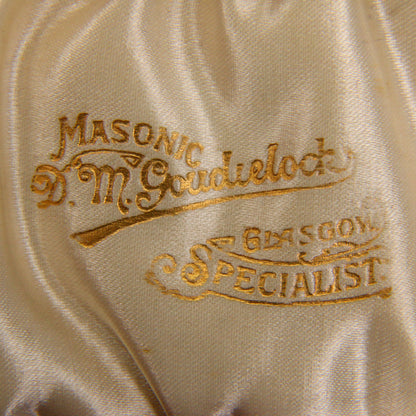 MASONIC
D. M. Goudielock
GLASGOW.
SPECIALIST